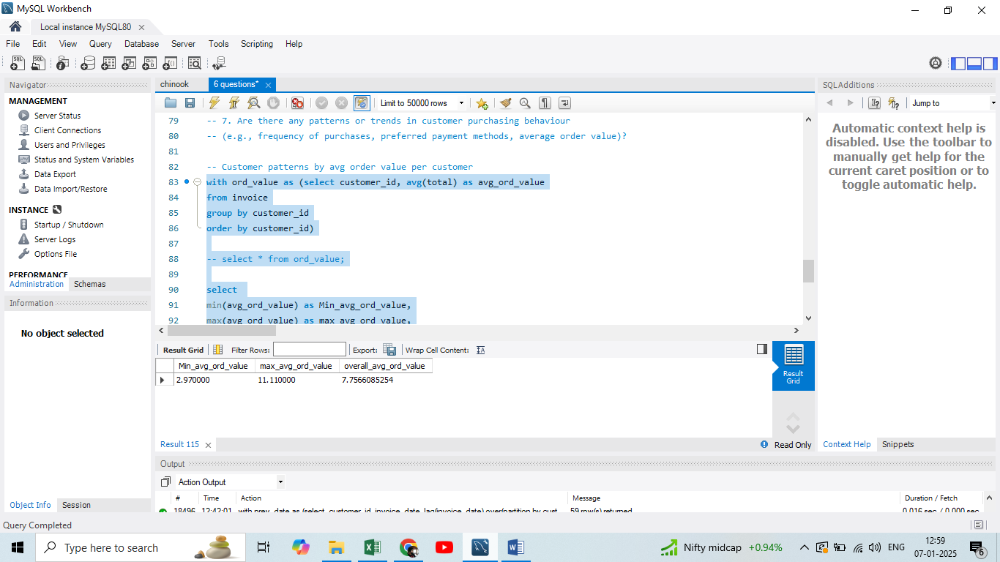 MySQL Workbench
Local instance MySQL80
File Edit View Query Database Server Tools Scripting Help
Navigator
MANAGEMENT
Server Status
Client Connections
Users and Privileges
Status and System Variables
Data Export
Data Import/Restore
INSTANCE
Startup / Shutdown
Server Logs
Options File
PERFORMANCE
Administration Schemas
Information
No object selected
Object Info Session
Query Completed
chinook 6 questions*
Limit to 50000 rows
79 -- 7. Are there any patterns or trends in customer purchasing behaviour
80 -- (e.g., frequency of purchases, preferred payment methods, average order value)?
81
82 -- Customer patterns by avg order value per customer
83 with ord_value as (select customer_id, avg(total) as avg_ord_value
84 from invoice
85 group by customer_id
86 order by customer_id)
87
88 -- select * from ord_value;
89
90 select
91 min(avg_ord_value) as Min_avg_ord_value,
92 max(avg_ord_value) as max_avg_ord_value,
Result Grid Filter Rows: Export: Wrap Cell Content:
Min_avg_ord_value max_avg_ord_value overall_avg_ord_value
2.970000 11.110000 7.7566085254
Result Grid
Result 115
Read Only
Output
Action Output
# Time Action Message Duration / Fetch
18496 12:42:01 with prev_date as (select customer_id, invoice_date, lag(invoice_date) over(partition by cust... 59 row(s) returned 0.016 sec / 0.000 sec
SQLAdditions
Jump to
Automatic context help is
disabled. Use the toolbar to
manually get help for the
current caret position or to
toggle automatic help.
Context Help Snippets
Type here to search
Nifty midcap +0.94%
ENG
12:59
07-01-2025
6